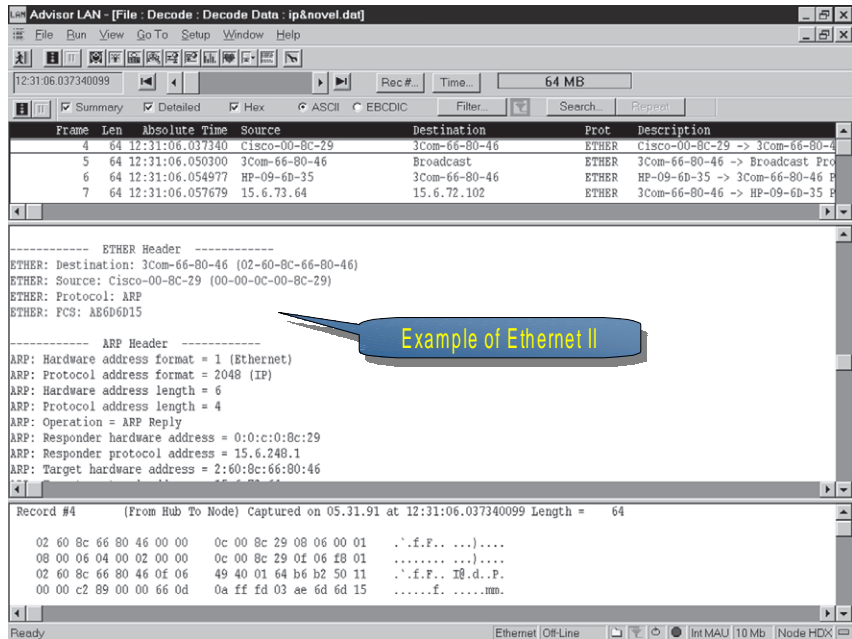 LAN Advisor LAN - [File : Decode : Decode Data : ip&novel.dat]
File Run View Go To Setup Window Help
12:31:06.037340099 Rec#... Time... 64 MB
Summary Detailed Hex ASCII EBCDIC Filter... Search... Repeat
Frame Len Absolute Time Source Destination Prot Description
4 64 12:31:06.037340 Cisco-00-8C-29 3Com-66-80-46 ETHER Cisco-00-8C-29 -> 3Com-66-80-4
5 64 12:31:06.050300 3Com-66-80-46 Broadcast ETHER 3Com-66-80-46 -> Broadcast Pro
6 64 12:31:06.054977 HP-09-6D-35 3Com-66-80-46 ETHER HP-09-6D-35 -> 3Com-66-80-46 P
7 64 12:31:06.057679 15.6.73.64 15.6.72.102 ETHER 3Com-66-80-46 -> HP-09-6D-35 P
------------ ETHER Header ------------
ETHER: Destination: 3Com-66-80-46 (02-60-8C-66-80-46)
ETHER: Source: Cisco-00-8C-29 (00-00-0C-00-8C-29)
ETHER: Protocol: ARP
ETHER: FCS: AE6D6D15
Example of Ethernet II
------------ ARP Header ------------
ARP: Hardware address format = 1 (Ethernet)
ARP: Protocol address format = 2048 (IP)
ARP: Hardware address length = 6
ARP: Protocol address length = 4
ARP: Operation = ARP Reply
ARP: Responder hardware address = 0:0:c:0:8c:29
ARP: Responder protocol address = 15.6.248.1
ARP: Target hardware address = 2:60:8c:66:80:46
Record #4 (From Hub To Node) Captured on 05.31.91 at 12:31:06.037340099 Length = 64
02 60 8c 66 80 46 00 00 0c 00 8c 29 08 06 00 01 .`.f.F.. ...)....
08 00 06 04 00 02 00 00 0c 00 8c 29 0f 06 f8 01 ........ ...)....
02 60 8c 66 80 46 0f 06 49 40 01 64 b6 b2 50 11 .`.f.F.. I@.d..P.
00 00 c2 89 00 00 66 0d 0a ff fd 03 ae 6d 6d 15 ......f. .....mm.
Ready Ethernet Off-Line Int MAU 10 Mb Node HDX